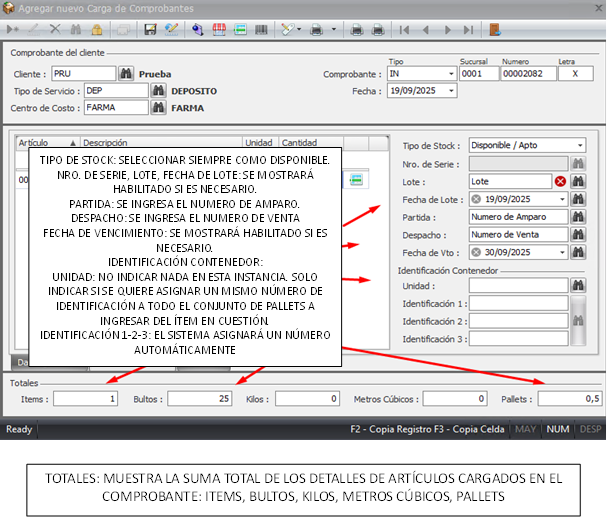 Agregar nuevo Carga de Comprobantes
Comprobante del cliente
Tipo Sucursal Numero Letra
Cliente : PRU Prueba Comprobante : IN 0001 00002082 X
Tipo de Servicio : DEP DEPOSITO Fecha : 19/09/2025
Centro de Costo : FARMA FARMA
Artículo Descripción Unidad Cantidad
00
TIPO DE STOCK: SELECCIONAR SIEMPRE COMO DISPONIBLE.
NRO. DE SERIE, LOTE, FECHA DE LOTE: SE MOSTRARÁ
HABILITADO SI ES NECESARIO.
PARTIDA: SE INGRESA EL NUMERO DE AMPARO.
DESPACHO: SE INGRESA EL NUMERO DE VENTA
FECHA DE VENCIMIENTO: SE MOSTRARÁ HABILITADO SI ES
NECESARIO.
IDENTIFICACIÓN CONTENEDOR:
UNIDAD: NO INDICAR NADA EN ESTA INSTANCIA. SOLO
INDICAR SI SE QUIERE ASIGNAR UN MISMO NÚMERO DE
IDENTIFICACIÓN A TODO EL CONJUNTO DE PALLETS A
INGRESAR DEL ÍTEM EN CUESTIÓN.
IDENTIFICACIÓN 1-2-3: EL SISTEMA ASIGNARÁ UN NÚMERO
AUTOMÁTICAMENTE
Tipo de Stock : Disponible / Apto
Nro. de Serie :
Lote : Lote
Fecha de Lote : 19/09/2025
Partida : Numero de Amparo
Despacho : Numero de Venta
Fecha de Vto : 30/09/2025
Identificación Contenedor
Unidad :
Identificación 1 :
Identificación 2 :
Identificación 3 :
Totales
Items : 1 Bultos : 25 Kilos : 0 Metros Cúbicos : 0 Pallets : 0,5
Ready F2 - Copia Registro F3 - Copia Celda MAY NUM DESP
TOTALES: MUESTRA LA SUMA TOTAL DE LOS DETALLES DE ARTÍCULOS CARGADOS EN EL
COMPROBANTE: ITEMS, BULTOS, KILOS, METROS CÚBICOS, PALLETS